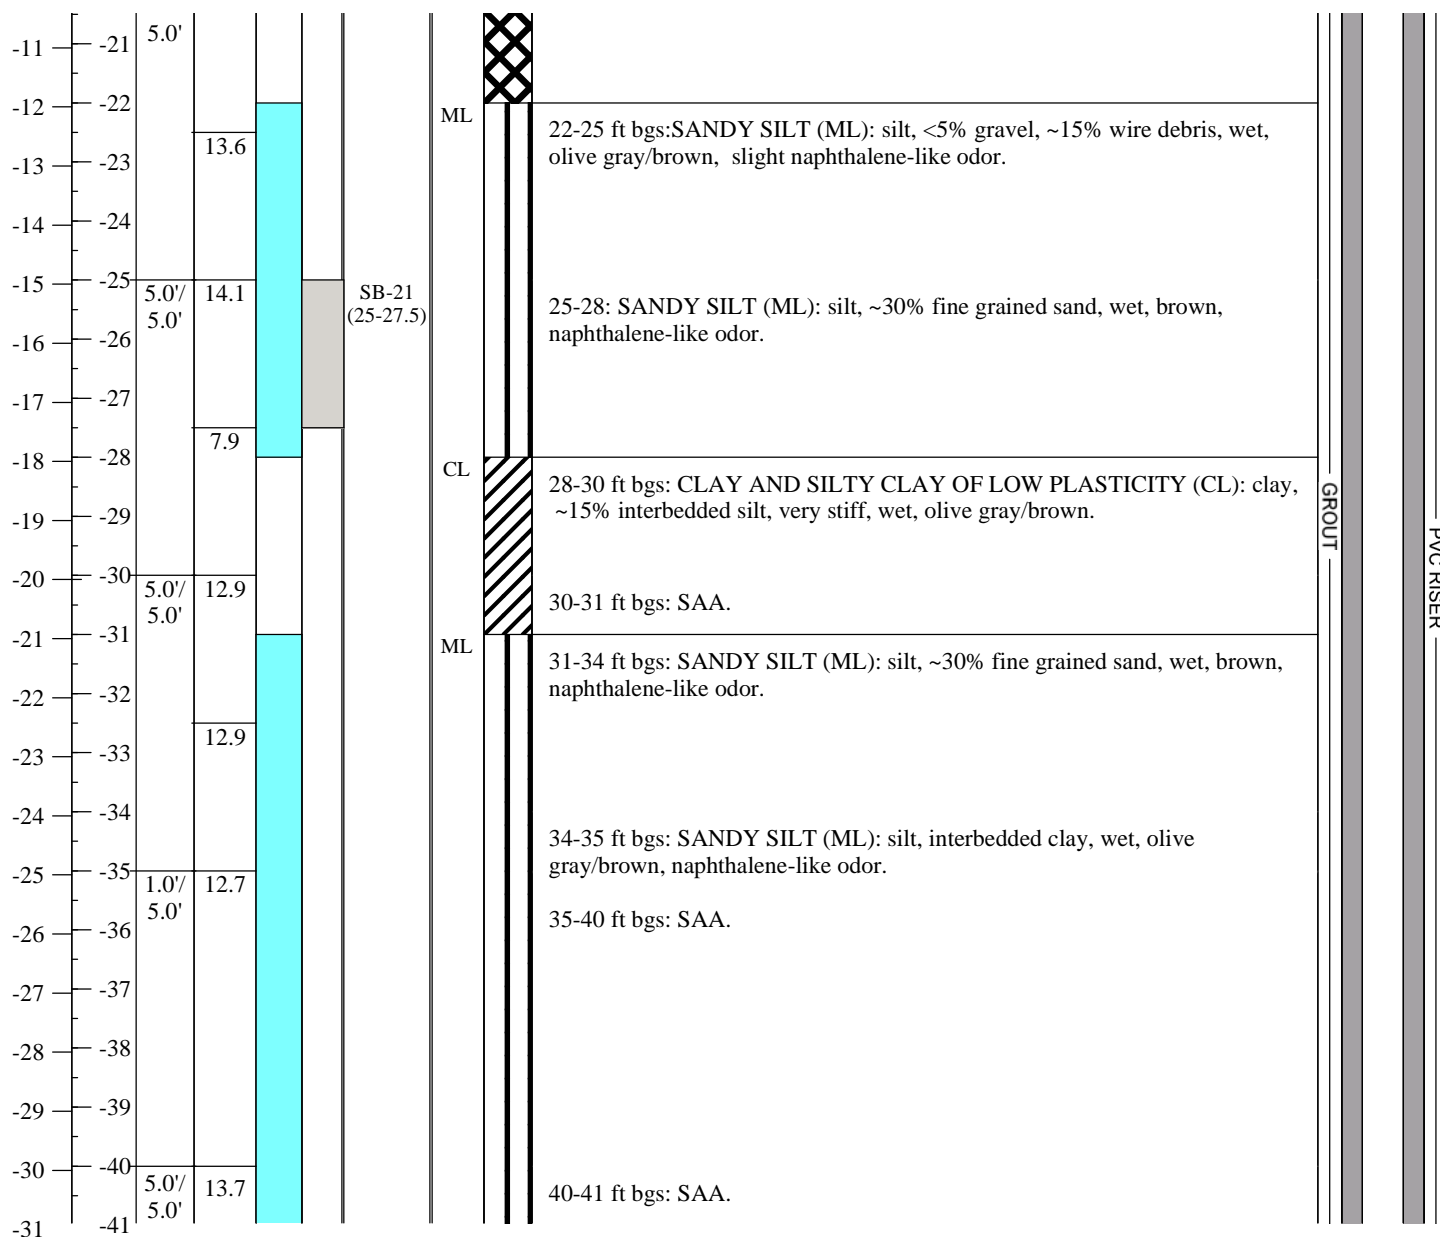 -11 -21 5.0'
-12 -22
ML
22-25 ft bgs:SANDY SILT (ML): silt, <5% gravel, ~15% wire debris, wet,
olive gray/brown, slight naphthalene-like odor.
13.6
-13 -23
-14 -24
-15 -25
5.0'/
5.0'
14.1
SB-21
(25-27.5)
25-28: SANDY SILT (ML): silt, ~30% fine grained sand, wet, brown,
naphthalene-like odor.
-16 -26
-17 -27
7.9
-18 -28
CL
28-30 ft bgs: CLAY AND SILTY CLAY OF LOW PLASTICITY (CL): clay,
~15% interbedded silt, very stiff, wet, olive gray/brown.
GROUT
PVC RISER
-19 -29
-20 -30
5.0'/
5.0'
12.9
30-31 ft bgs: SAA.
-21 -31
ML
31-34 ft bgs: SANDY SILT (ML): silt, ~30% fine grained sand, wet, brown,
naphthalene-like odor.
-22 -32
12.9
-23 -33
-24 -34
34-35 ft bgs: SANDY SILT (ML): silt, interbedded clay, wet, olive
gray/brown, naphthalene-like odor.
-25 -35
1.0'/
5.0'
12.7
35-40 ft bgs: SAA.
-26 -36
-27 -37
-28 -38
-29 -39
-30 -40
5.0'/
5.0'
13.7
40-41 ft bgs: SAA.
-31 -41